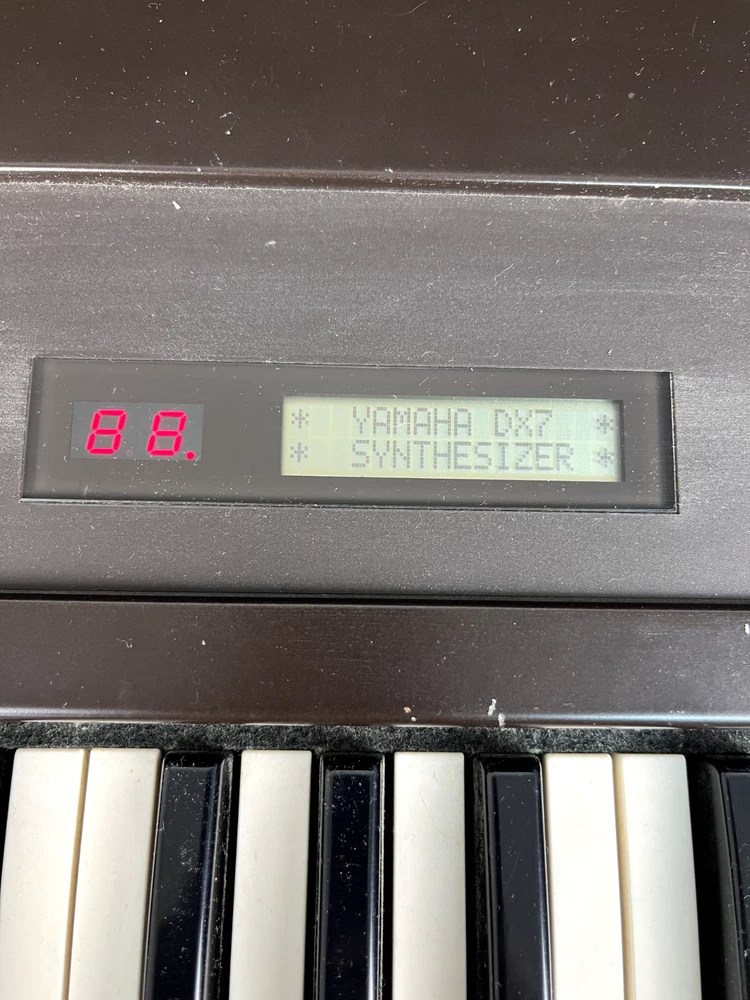 88.
* YAMAHA DX7 *
* SYNTHESIZER *